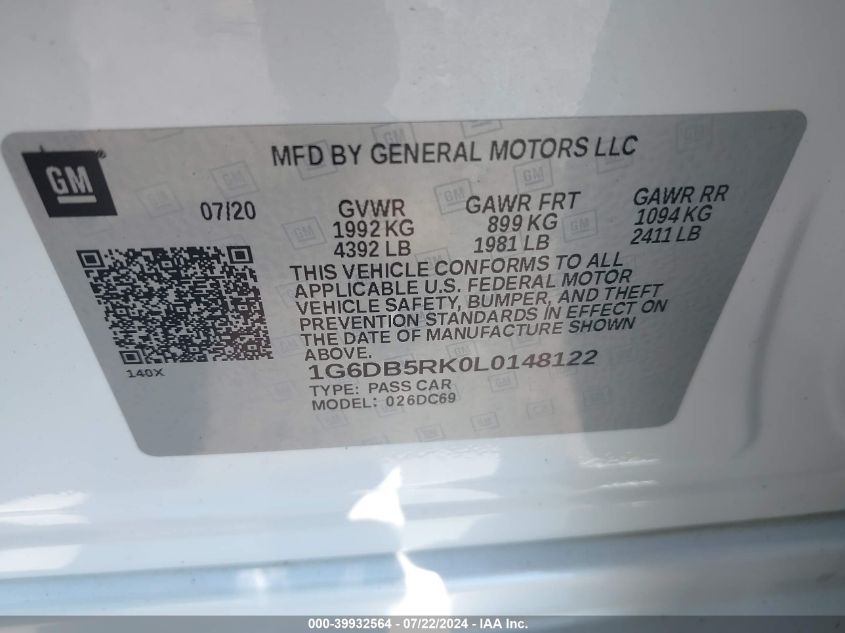 MFD BY GENERAL MOTORS LLC
GM
07/20
GVWR
1992 KG
4392 LB
GAWR FRT
899 KG
1981 LB
GAWR RR
1094 KG
2411 LB
THIS VEHICLE CONFORMS TO ALL
APPLICABLE U.S. FEDERAL MOTOR
VEHICLE SAFETY, BUMPER, AND THEFT
PREVENTION STANDARDS IN EFFECT ON
THE DATE OF MANUFACTURE SHOWN
ABOVE.
140X
1G6DB5RK0L0148122
TYPE: PASS CAR
MODEL: 026DC69
000-39932564 - 07/22/2024 - IAA Inc.